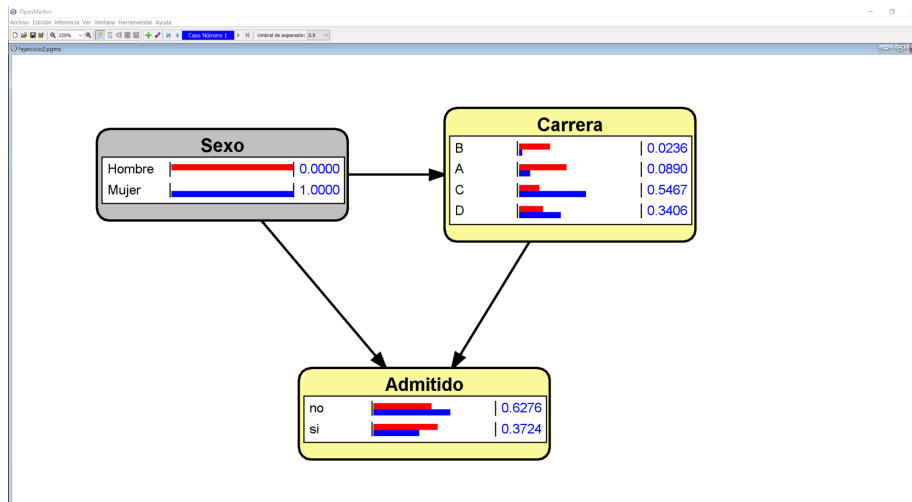 OpenMarkov
Archivo Edición Inferencia Ver Ventana Herramientas Ayuda
320% Caso Número 1 Umbral de expansión: 5.0
*ejercicio2.pgmx
Sexo
Hombre 0.0000
Mujer 1.0000
Carrera
B 0.0236
A 0.0890
C 0.5467
D 0.3406
Admitido
no 0.6276
si 0.3724